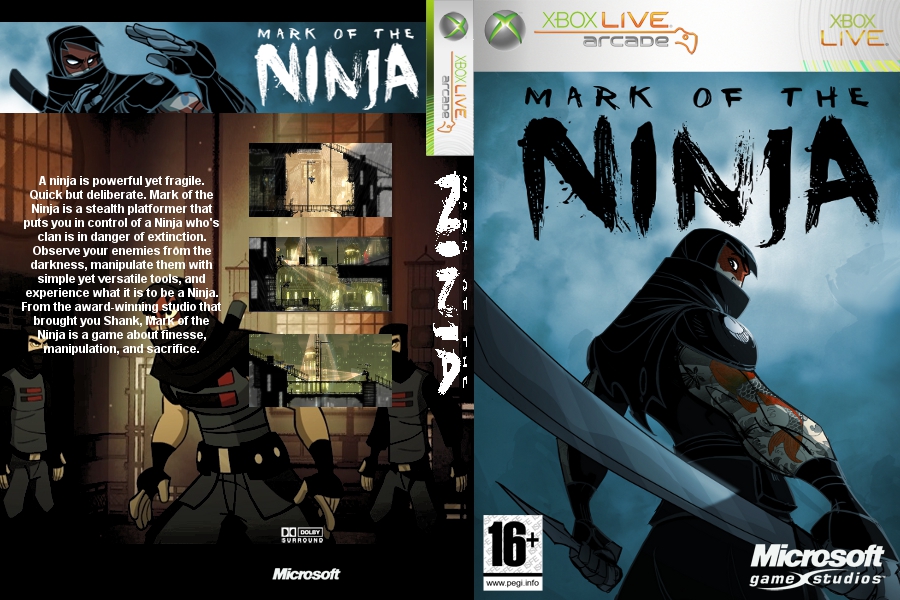 MARK OF THE
NINJA
A ninja is powerful yet fragile.
Quick but deliberate. Mark of the
Ninja is a stealth platformer that
puts you in control of a Ninja who's
clan is in danger of extinction.
Observe your enemies from the
darkness, manipulate them with
simple yet versatile tools, and
experience what it is to be a Ninja.
From the award-winning studio that
brought you Shank, Mark of the
Ninja is a game about finesse,
manipulation, and sacrifice.
DOLBY
SURROUND
Microsoft
XBOX LIVE
arcade
MARK OF THE
NINJA
XBOX LIVE
arcade
XBOX
LIVE
MARK OF THE
NINJA
16+
www.pegi.info
Microsoft
game studios